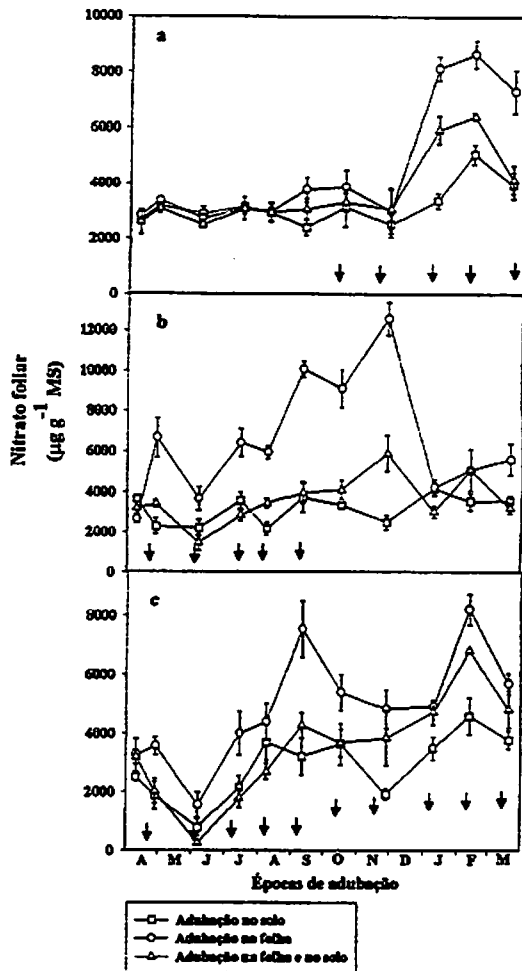 a
10000
8000
6000
4000
2000
0
b
12000
10000
8000
6000
4000
2000
0
c
8000
6000
4000
2000
0
Nitrato foliar
(µg g⁻¹ MS)
A M J J A S O N D J F M
Épocas de adubação
Adubação no solo
Adubação na folha
Adubação na folha e no solo